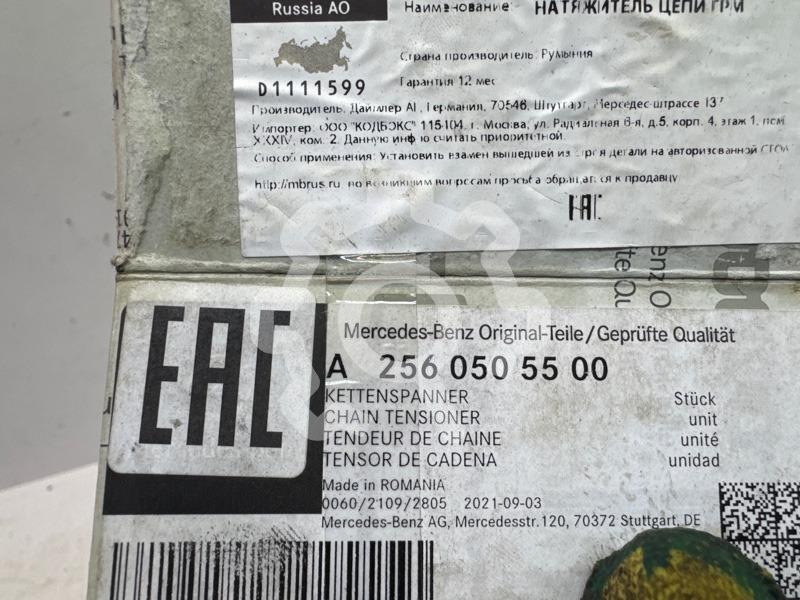 Russia AO
Наименование: НАТЯЖИТЕЛЬ ЦЕПИ ГРМ
Страна производитель: Румыния
D1111599
Гарантия 12 мес
Производитель: Даймлер АГ, Германия, 70546, Штутгарт, Мерседесштрассе 137
Импортер: ООО "КОДБЭКС" 115404, г. Москва, ул. Радиальная 6-я, д.5, корп. 4, этаж 1, пом
XXXIV, ком. 2. Данную инф-ю считать приоритетной.
Способ применения: Установить взамен вышедшей из строя детали на авторизованной СТОА
http://mbrus.ru по возникшим вопросам просьба обращаться к продавцу
EAC
EAC
Mercedes-Benz Original-Teile/Geprüfte Qualität
A 256 050 55 00
KETTENSPANNER Stück
CHAIN TENSIONER unit
TENDEUR DE CHAINE unité
TENSOR DE CADENA unidad
Made in ROMANIA
0060/2109/2805 2021-09-03
Mercedes-Benz AG, Mercedesstr.120, 70372 Stuttgart, DE